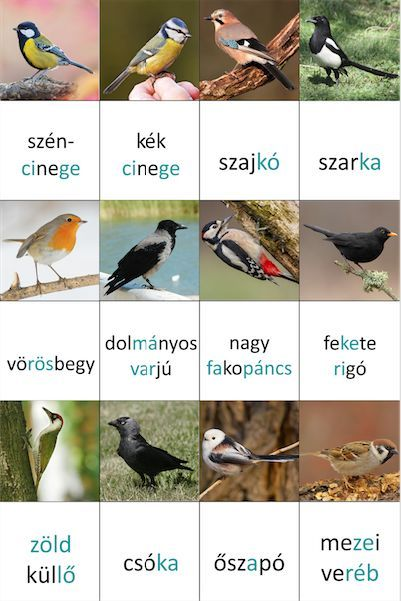 szén-
cinege
kék
cinege
szajkó
szarka
vörösbegy
dolmányos
varjú
nagy
fakopáncs
fekete
rigó
zöld
küllő
csóka
őszapó
mezei
veréb